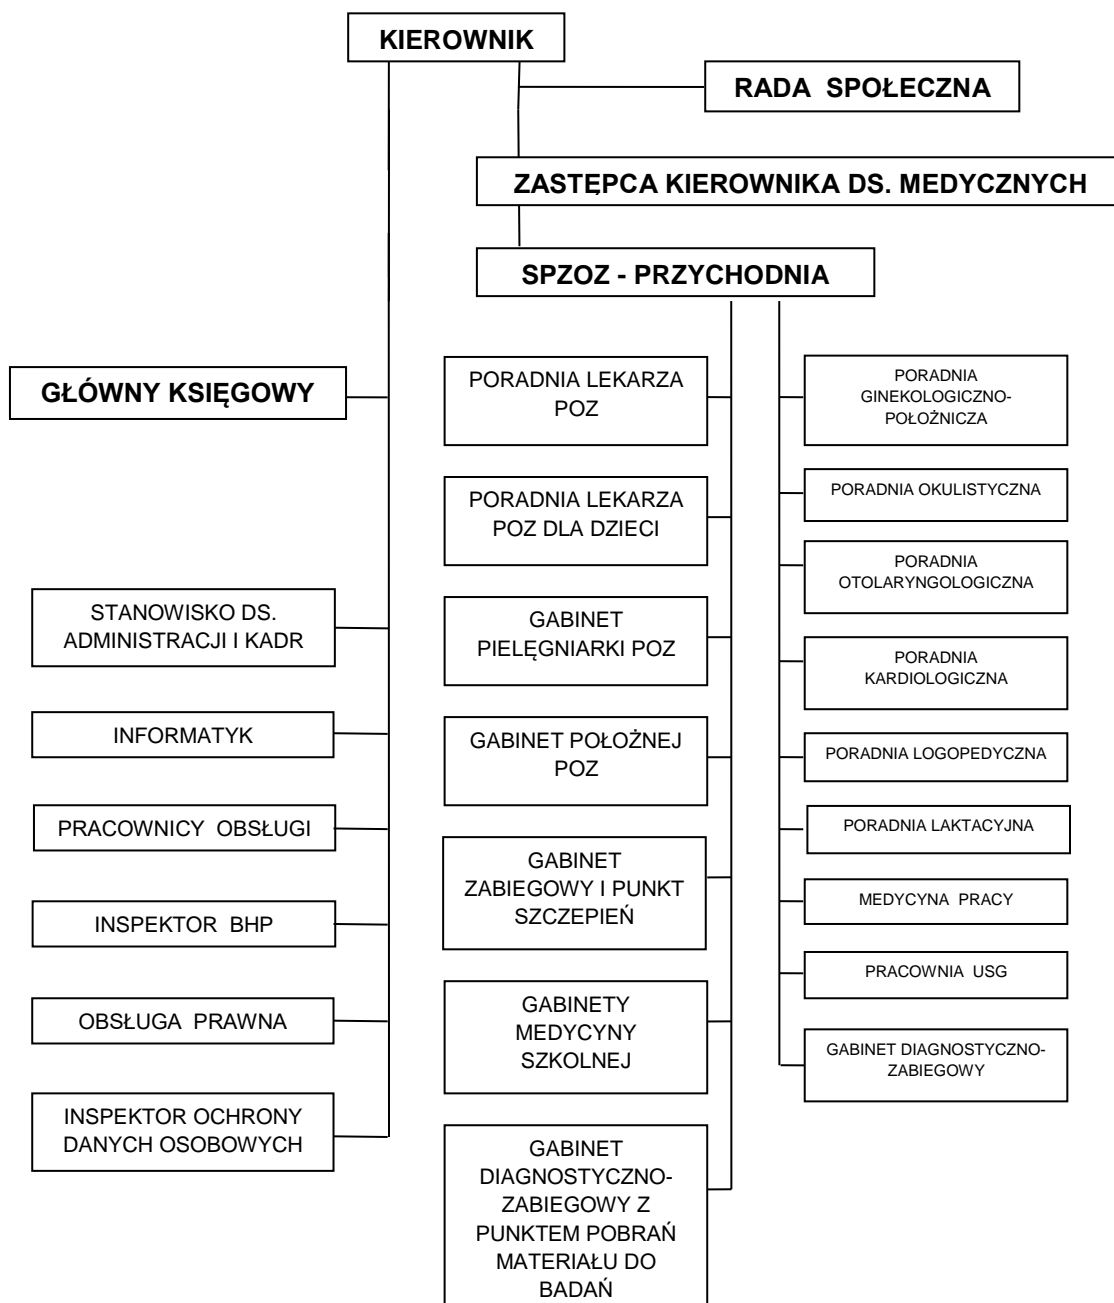 KIEROWNIK
RADA SPOŁECZNA
ZASTĘPCA KIEROWNIKA DS. MEDYCZNYCH
SPZOZ - PRZYCHODNIA
GŁÓWNY KSIĘGOWY
STANOWISKO DS.
ADMINISTRACJI I KADR
INFORMATYK
PRACOWNICY OBSŁUGI
INSPEKTOR BHP
OBSŁUGA PRAWNA
INSPEKTOR OCHRONY
DANYCH OSOBOWYCH
PORADNIA LEKARZA
POZ
PORADNIA LEKARZA
POZ DLA DZIECI
GABINET
PIELĘGNIARKI POZ
GABINET POŁOŻNEJ
POZ
GABINET
ZABIEGOWY I PUNKT
SZCZEPIEŃ
GABINETY
MEDYCYNY
SZKOLNEJ
GABINET
DIAGNOSTYCZNO-
ZABIEGOWY Z
PUNKTEM POBRAŃ
MATERIAŁU DO
BADAŃ
PORADNIA
GINEKOLOGICZNO-
POŁOŻNICZA
PORADNIA OKULISTYCZNA
PORADNIA
OTOLARYNGOLOGICZNA
PORADNIA
KARDIOLOGICZNA
PORADNIA LOGOPEDYCZNA
PORADNIA LAKTACYJNA
MEDYCYNA PRACY
PRACOWNIA USG
GABINET DIAGNOSTYCZNO-
ZABIEGOWY